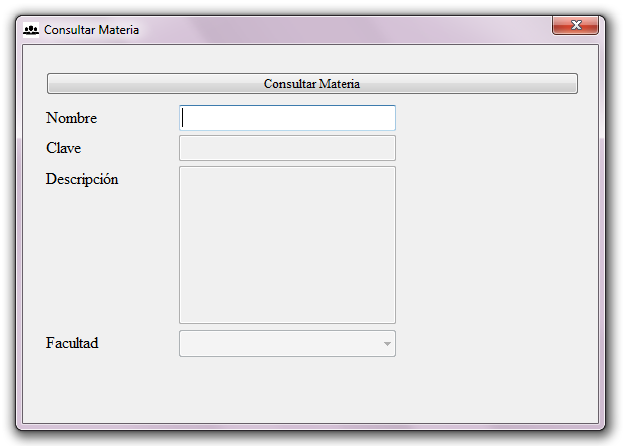 Consultar Materia
Consultar Materia
Nombre
Clave
Descripción
Facultad